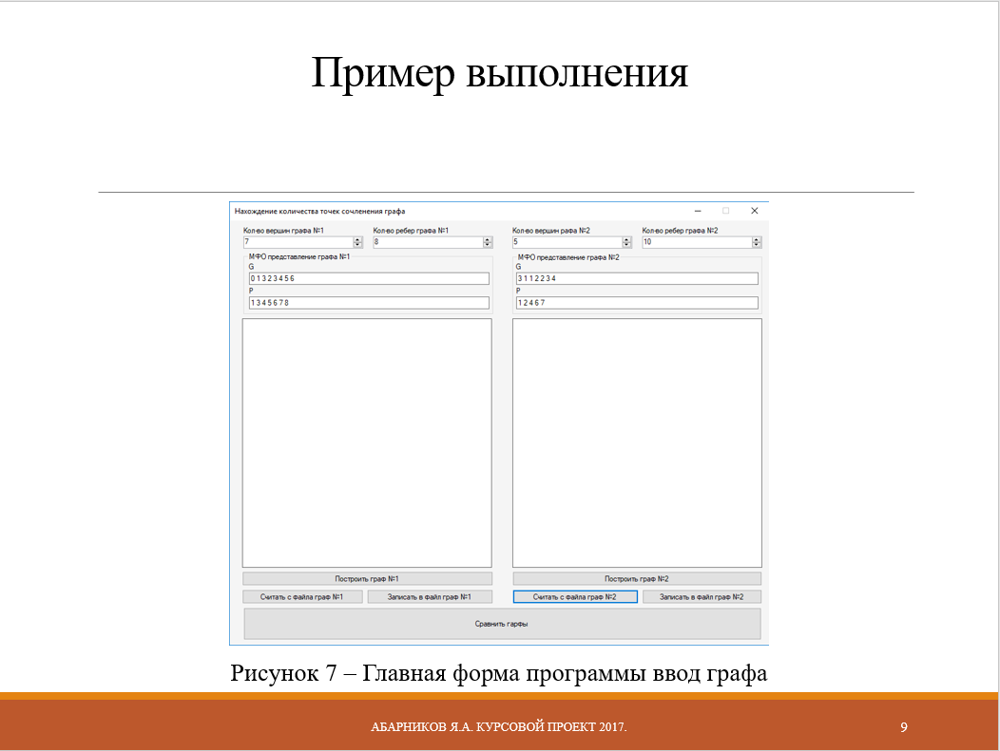 Пример выполнения
Нахождение количества точек сочленения графа
Кол-во вершин графа №1
Кол-во ребер графа №1
Кол-во вершин рафа №2
Кол-во ребер графа №2
7
8
5
10
МФО представление графа №1
G
0 1 3 2 3 4 5 6
P
1 3 4 5 6 7 8
МФО представление графа №2
G
3 1 1 2 2 3 4
P
1 2 4 6 7
Построить граф №1
Построить граф №2
Считать с файла граф №1
Записать в файл граф №1
Считать с файла граф №2
Записать в файл граф №2
Сравнить гарфы
Рисунок 7 – Главная форма программы ввод графа
АБАРНИКОВ Я.А. КУРСОВОЙ ПРОЕКТ 2017.
9